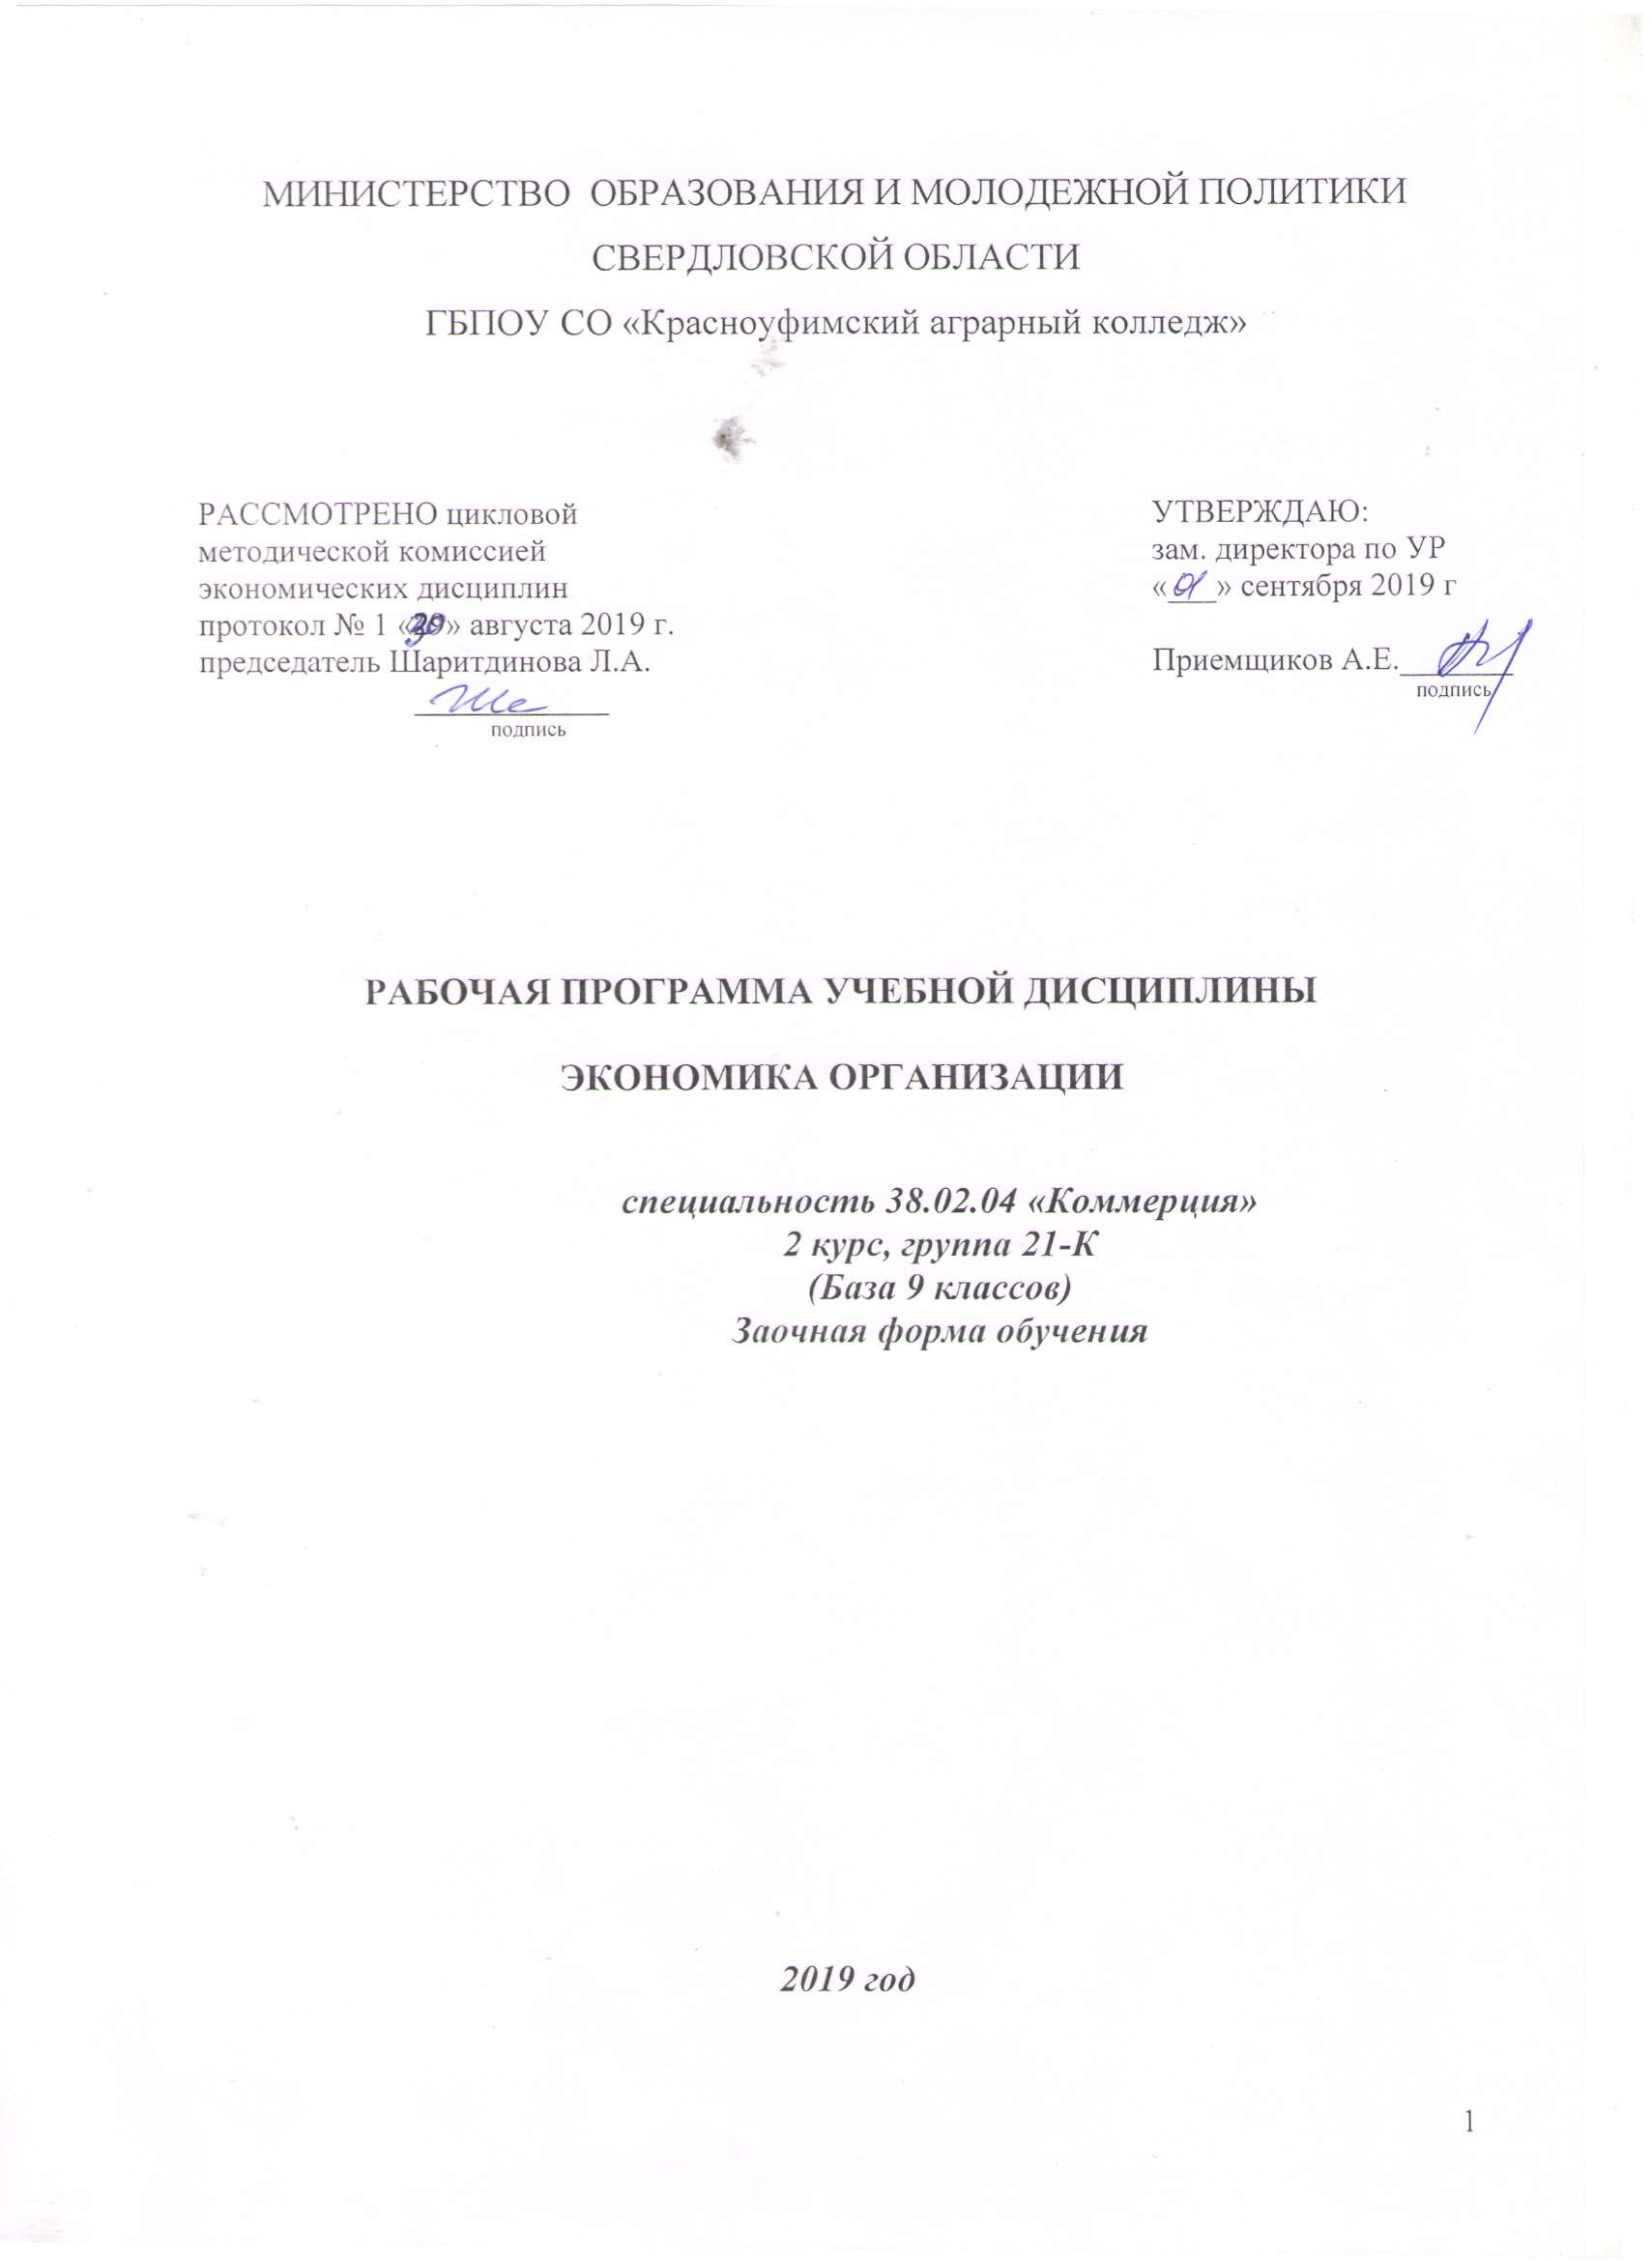 МИНИСТЕРСТВО ОБРАЗОВАНИЯ И МОЛОДЕЖНОЙ ПОЛИТИКИ
СВЕРДЛОВСКОЙ ОБЛАСТИ
ГБПОУ СО «Красноуфимский аграрный колледж»
РАССМОТРЕНО цикловой
методической комиссией
экономических дисциплин
протокол № 1 «» августа 2019 г.
председатель Шаритдинова Л.А.
подпись
УТВЕРЖДАЮ:
зам. директора по УР
«01» сентября 2019 г
Приемщиков А.Е.
подпись
РАБОЧАЯ ПРОГРАММА УЧЕБНОЙ ДИСЦИПЛИНЫ
ЭКОНОМИКА ОРГАНИЗАЦИИ
специальность 38.02.04 «Коммерция»
2 курс, группа 21-К
(База 9 классов)
Заочная форма обучения
2019 год
1